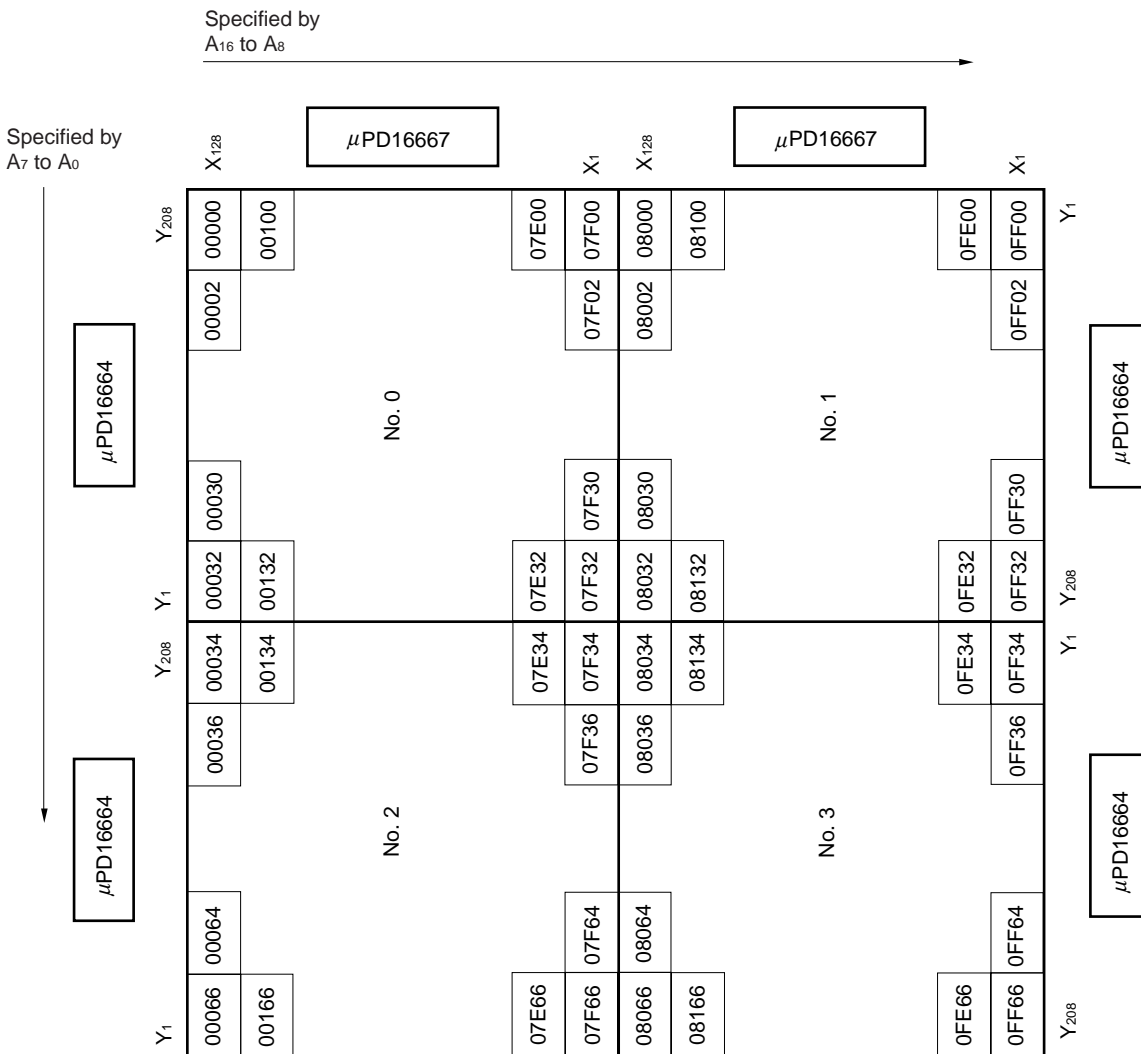 Specified by
A16 to A8
Specified by
A7 to A0
X128
μPD16667
X1
X128
μPD16667
X1
Y208
00000
00100
07E00
07F00
08000
08100
0FE00
0FF00
Y1
00002
07F02
08002
0FF02
μPD16664
No. 0
No. 1
μPD16664
00030
07F30
08030
0FF30
Y1
00032
00132
07E32
07F32
08032
08132
0FE32
0FF32
Y208
Y208
00034
00134
07E34
07F34
08034
08134
0FE34
0FF34
Y1
00036
07F36
08036
0FF36
μPD16664
No. 2
No. 3
μPD16664
00064
07F64
08064
0FF64
Y1
00066
00166
07E66
07F66
08066
08166
0FE66
0FF66
Y208